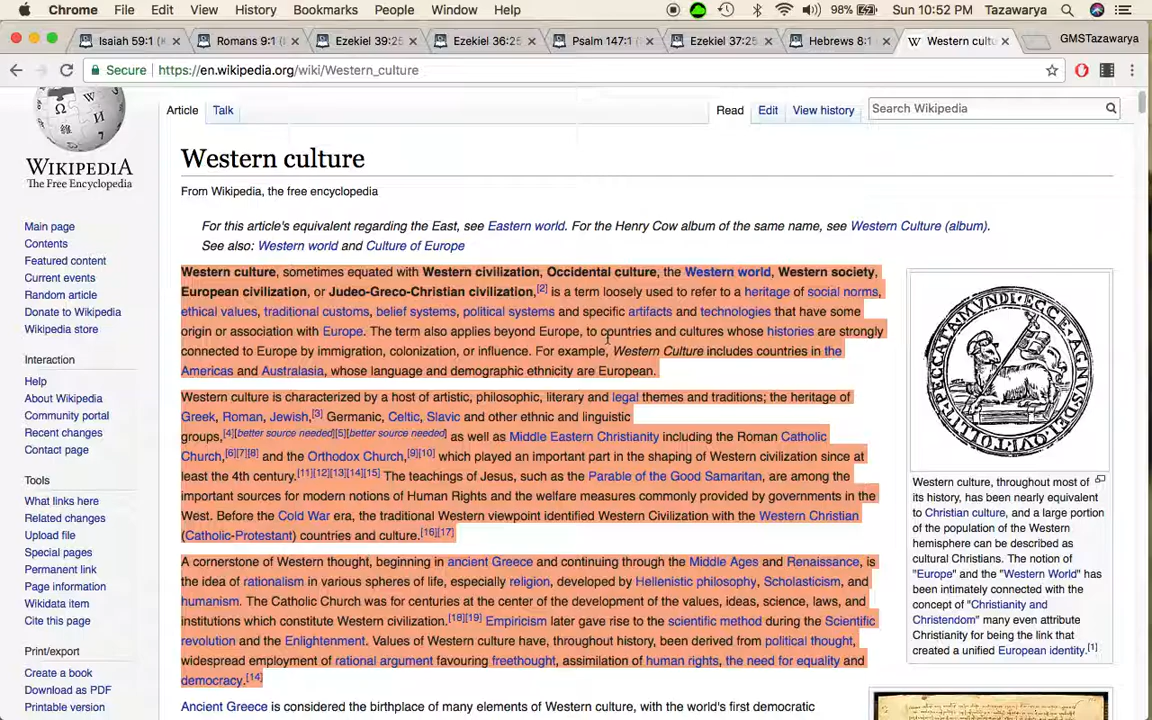 Chrome File Edit View History Bookmarks People Window Help 98% Sun 10:52 PM Tazawarya
Isaiah 59:1 ( Romans 9:1 ( Ezekiel 39:25 Ezekiel 36:25 Psalm 147:1 Ezekiel 37:25 Hebrews 8:1 W Western cultu GMSTazawarya
Secure https://en.wikipedia.org/wiki/Western_culture
Article Talk Read Edit View history Search Wikipedia
WIKIPEDIA
The Free Encyclopedia
Main page
Contents
Featured content
Current events
Random article
Donate to Wikipedia
Wikipedia store
Interaction
Help
About Wikipedia
Community portal
Recent changes
Contact page
Tools
What links here
Related changes
Upload file
Special pages
Permanent link
Page information
Wikidata item
Cite this page
Print/export
Create a book
Download as PDF
Printable version
Western culture
From Wikipedia, the free encyclopedia
For this article's equivalent regarding the East, see Eastern world. For the Henry Cow album of the same name, see Western Culture (album).
See also: Western world and Culture of Europe
Western culture, sometimes equated with Western civilization, Occidental culture, the Western world, Western society,
European civilization, or Judeo-Greco-Christian civilization,[2] is a term loosely used to refer to a heritage of social norms,
ethical values, traditional customs, belief systems, political systems and specific artifacts and technologies that have some
origin or association with Europe. The term also applies beyond Europe, to countries and cultures whose histories are strongly
connected to Europe by immigration, colonization, or influence. For example, Western Culture includes countries in the
Americas and Australasia, whose language and demographic ethnicity are European.
Western culture is characterized by a host of artistic, philosophic, literary and legal themes and traditions; the heritage of
Greek, Roman, Jewish,[3] Germanic, Celtic, Slavic and other ethnic and linguistic
groups,[4][better source needed][5][better source needed] as well as Middle Eastern Christianity including the Roman Catholic
Church,[6][7][8] and the Orthodox Church,[9][10] which played an important part in the shaping of Western civilization since at
least the 4th century.[11][12][13][14][15] The teachings of Jesus, such as the Parable of the Good Samaritan, are among the
important sources for modern notions of Human Rights and the welfare measures commonly provided by governments in the
West. Before the Cold War era, the traditional Western viewpoint identified Western Civilization with the Western Christian
(Catholic-Protestant) countries and culture.[16][17]
A cornerstone of Western thought, beginning in ancient Greece and continuing through the Middle Ages and Renaissance, is
the idea of rationalism in various spheres of life, especially religion, developed by Hellenistic philosophy, Scholasticism, and
humanism. The Catholic Church was for centuries at the center of the development of the values, ideas, science, laws, and
institutions which constitute Western civilization.[18][19] Empiricism later gave rise to the scientific method during the Scientific
revolution and the Enlightenment. Values of Western culture have, throughout history, been derived from political thought,
widespread employment of rational argument favouring freethought, assimilation of human rights, the need for equality and
democracy.[14]
Ancient Greece is considered the birthplace of many elements of Western culture, with the world's first democratic
Western culture, throughout most of
its history, has been nearly equivalent
to Christian culture, and a large portion
of the population of the Western
hemisphere can be described as
cultural Christians. The notion of
"Europe" and the "Western World" has
been intimately connected with the
concept of "Christianity and
Christendom" many even attribute
Christianity for being the link that
created a unified European identity.[1]